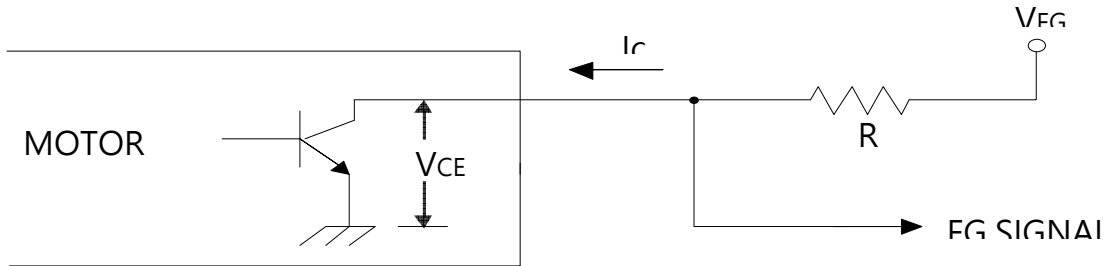 VFG
IC
MOTOR
VCE
R
FG SIGNAL